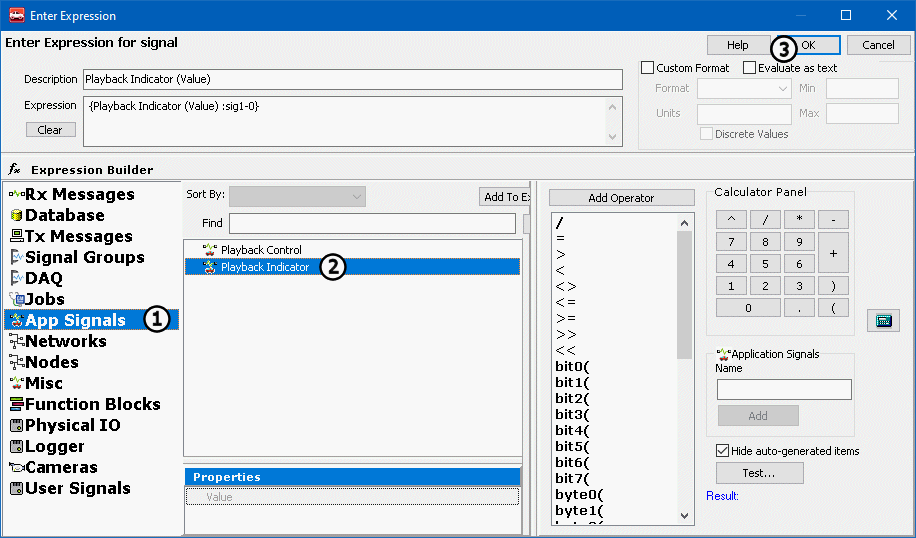 Enter Expression
Enter Expression for signal
Help
3
OK
Cancel
Description
Playback Indicator (Value)
Expression
{Playback Indicator (Value) :sig1-0}
Clear
Custom Format
Evaluate as text
Format
Min
Units
Max
Discrete Values
fx Expression Builder
Rx Messages
Database
Tx Messages
Signal Groups
DAQ
Jobs
App Signals
1
Networks
Nodes
Misc
Function Blocks
Physical IO
Logger
Cameras
User Signals
Sort By:
Add To Ex
Find
Playback Control
Playback Indicator
2
Properties
Value
Add Operator
/
=
>
<
<>
<=
>=
>>
<<
bit0(
bit1(
bit2(
bit3(
bit4(
bit5(
bit6(
bit7(
byte0(
byte1(
Calculator Panel
^ / * -
7 8 9 +
4 5 6
1 2 3 )
0 . (
Application Signals
Name
Add
Hide auto-generated items
Test...
Result: